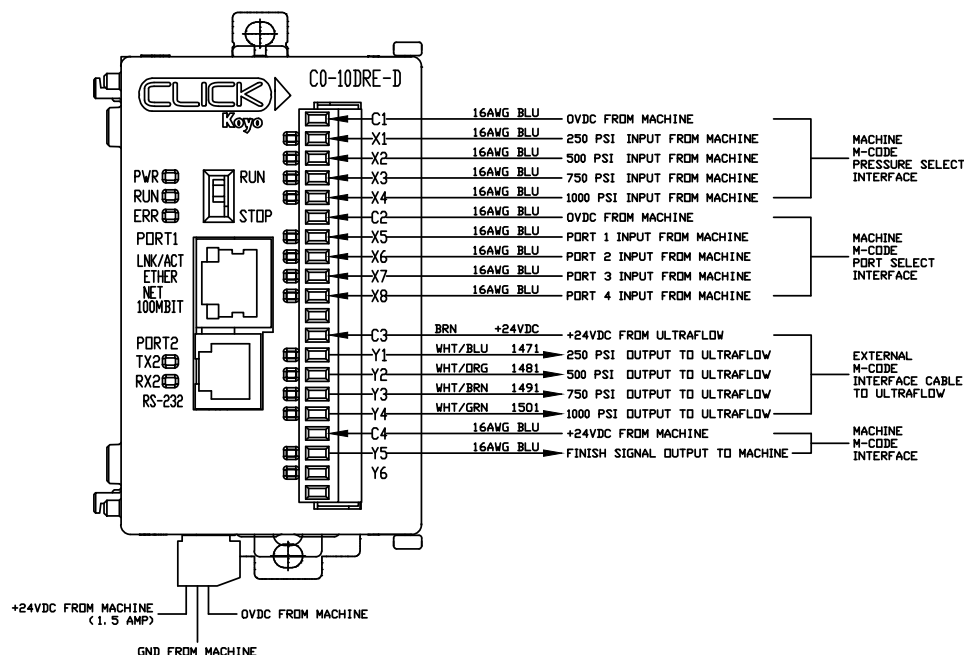 CLICK
Koyo
C0-10DRE-D
PWR
RUN
ERR
RUN
STOP
PORT1
LNK/ACT
ETHER
NET
100MBIT
PORT2
TX2
RX2
RS-232
C1 16AWG BLU 0VDC FROM MACHINE
X1 16AWG BLU 250 PSI INPUT FROM MACHINE
X2 16AWG BLU 500 PSI INPUT FROM MACHINE
X3 16AWG BLU 750 PSI INPUT FROM MACHINE
X4 16AWG BLU 1000 PSI INPUT FROM MACHINE
MACHINE
M-CODE
PRESSURE SELECT
INTERFACE
C2 16AWG BLU 0VDC FROM MACHINE
X5 16AWG BLU PORT 1 INPUT FROM MACHINE
X6 16AWG BLU PORT 2 INPUT FROM MACHINE
X7 16AWG BLU PORT 3 INPUT FROM MACHINE
X8 16AWG BLU PORT 4 INPUT FROM MACHINE
MACHINE
M-CODE
PORT SELECT
INTERFACE
C3 BRN +24VDC +24VDC FROM ULTRAFLOW
Y1 WHT/BLU 1471 250 PSI OUTPUT TO ULTRAFLOW
Y2 WHT/ORG 1481 500 PSI OUTPUT TO ULTRAFLOW
Y3 WHT/BRN 1491 750 PSI OUTPUT TO ULTRAFLOW
Y4 WHT/GRN 1501 1000 PSI OUTPUT TO ULTRAFLOW
EXTERNAL
M-CODE
INTERFACE CABLE
TO ULTRAFLOW
C4 16AWG BLU +24VDC FROM MACHINE
Y5 16AWG BLU FINISH SIGNAL OUTPUT TO MACHINE
Y6
MACHINE
M-CODE
INTERFACE
+24VDC FROM MACHINE
(1.5 AMP)
0VDC FROM MACHINE
GND FROM MACHINE